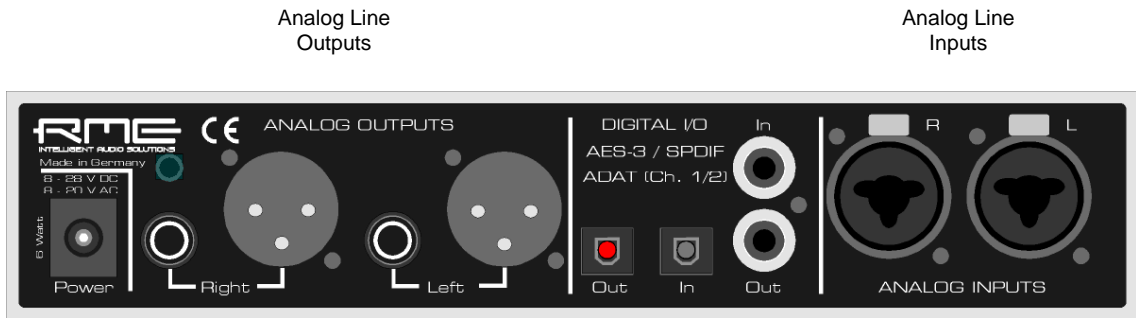 Analog Line
Outputs
Analog Line
Inputs
RME
INTELLIGENT AUDIO SOLUTIONS
CE
ANALOG OUTPUTS
Made in Germany
8 - 28 V DC
8 - 20 V AC
6 Watt
Power
Right
Left
DIGITAL I/O
AES-3 / SPDIF
ADAT (Ch. 1/2)
In
Out
In
Out
R
L
ANALOG INPUTS